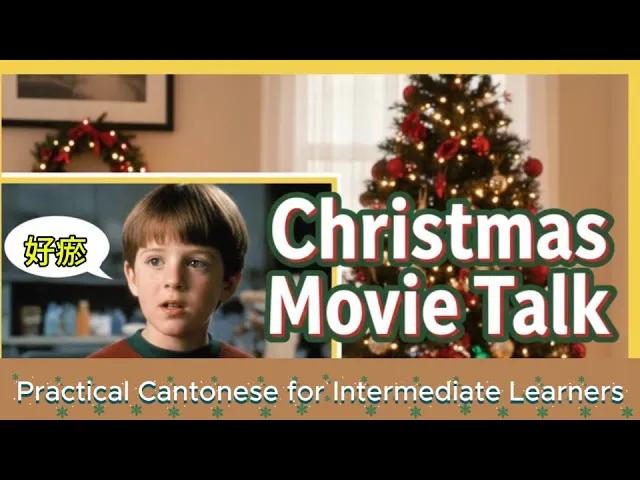 好瘀
Christmas
Movie Talk
Practical Cantonese for Intermediate Learners